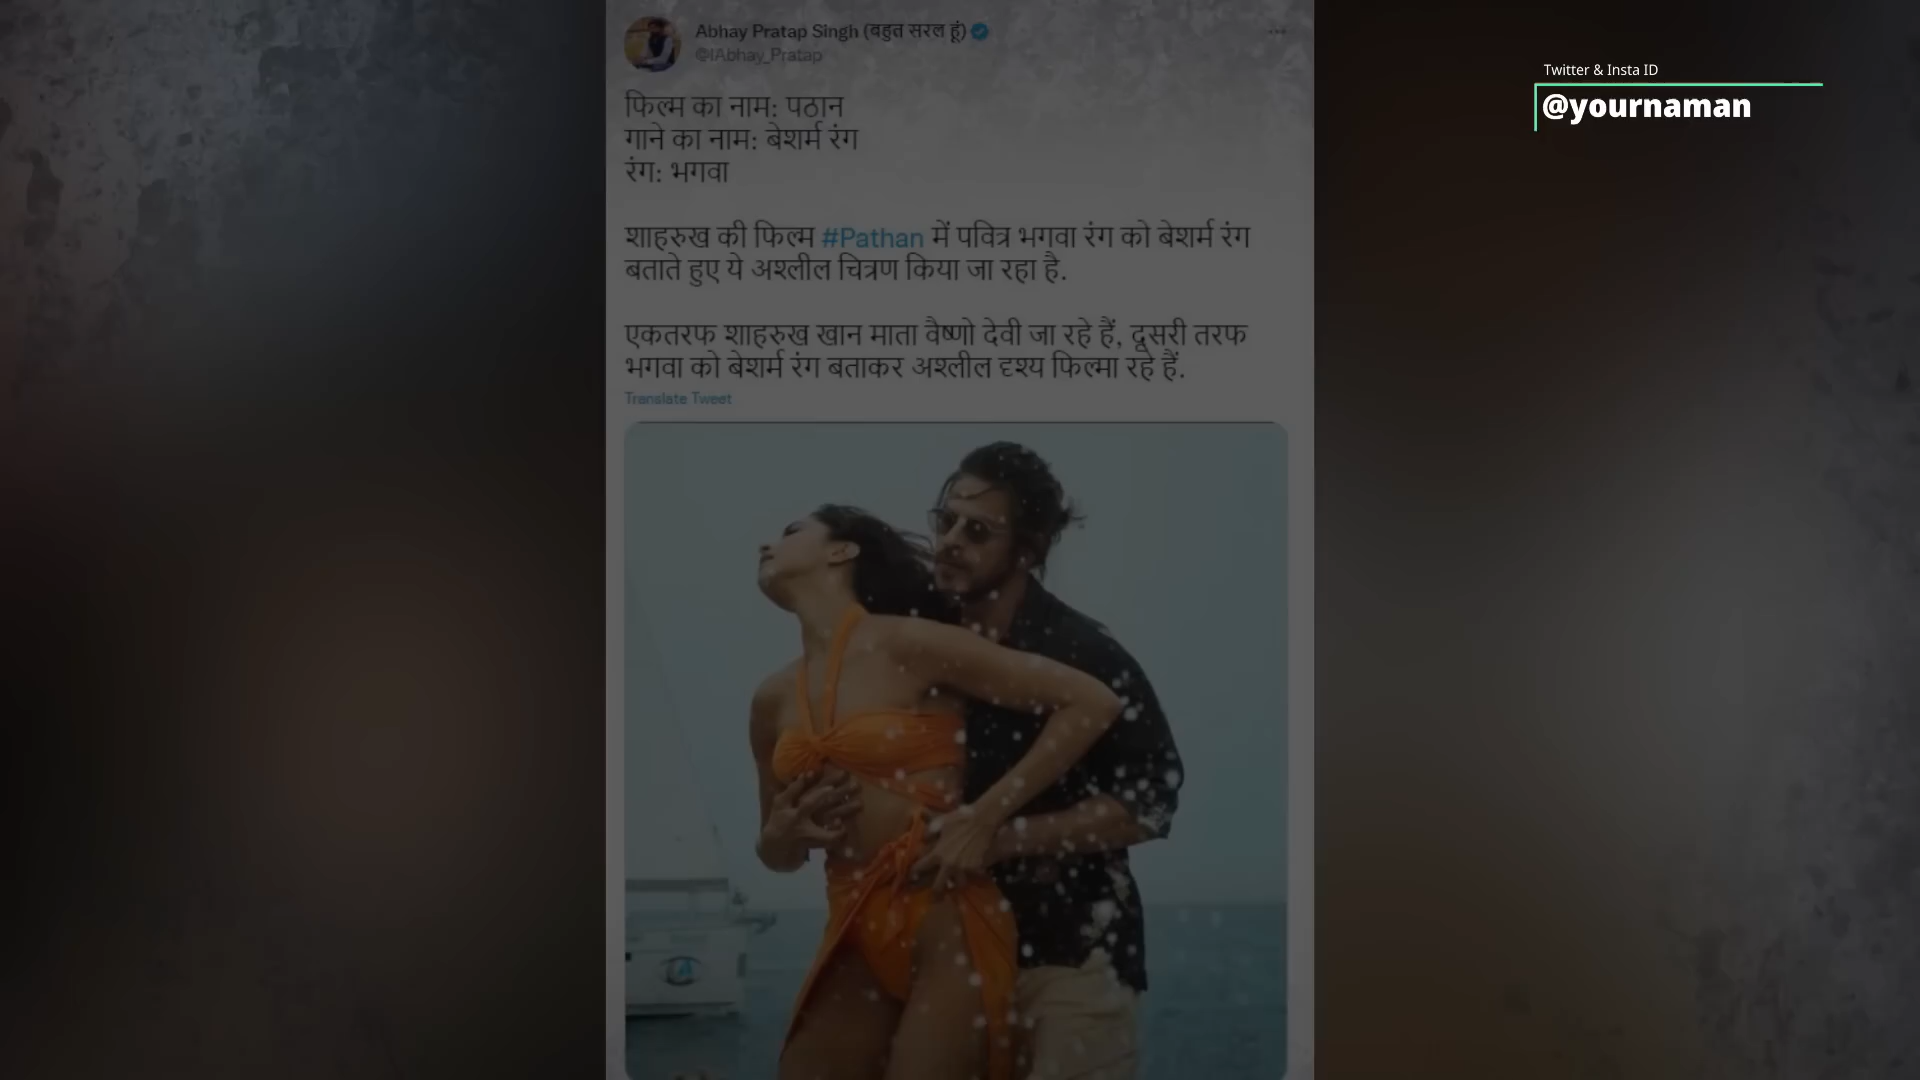 Abhay Pratap Singh (बहुत सरल हूं)
@IAbhay_Pratap
Twitter & Insta ID
@yournaman
फिल्म का नाम: पठान
गाने का नाम: बेशर्म रंग
रंग: भगवा
शाहरुख की फिल्म #Pathan में पवित्र भगवा रंग को बेशर्म रंग
बताते हुए ये अश्लील चित्रण किया जा रहा है.
एकतरफ शाहरुख खान माता वैष्णो देवी जा रहे हैं, दूसरी तरफ
भगवा को बेशर्म रंग बताकर अश्लील दृश्य फिल्मा रहे हैं.
Translate Tweet